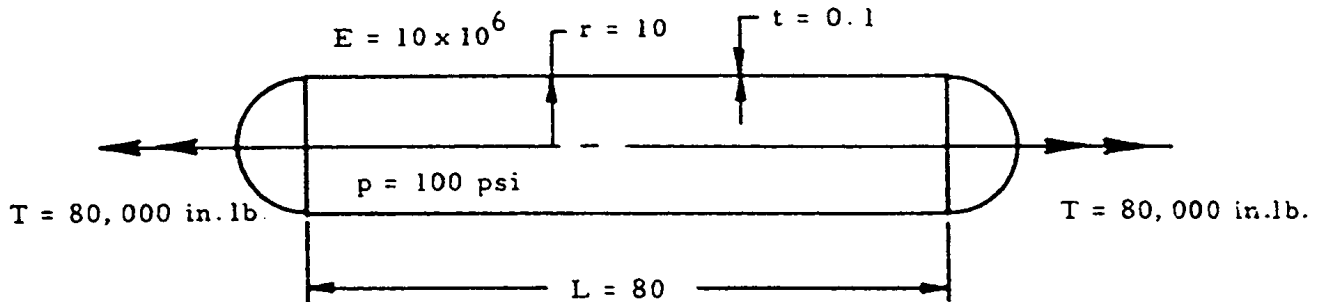 E = 10 x 10^6
r = 10
t = 0.1
p = 100 psi
T = 80,000 in.lb.
T = 80,000 in.lb.
L = 80